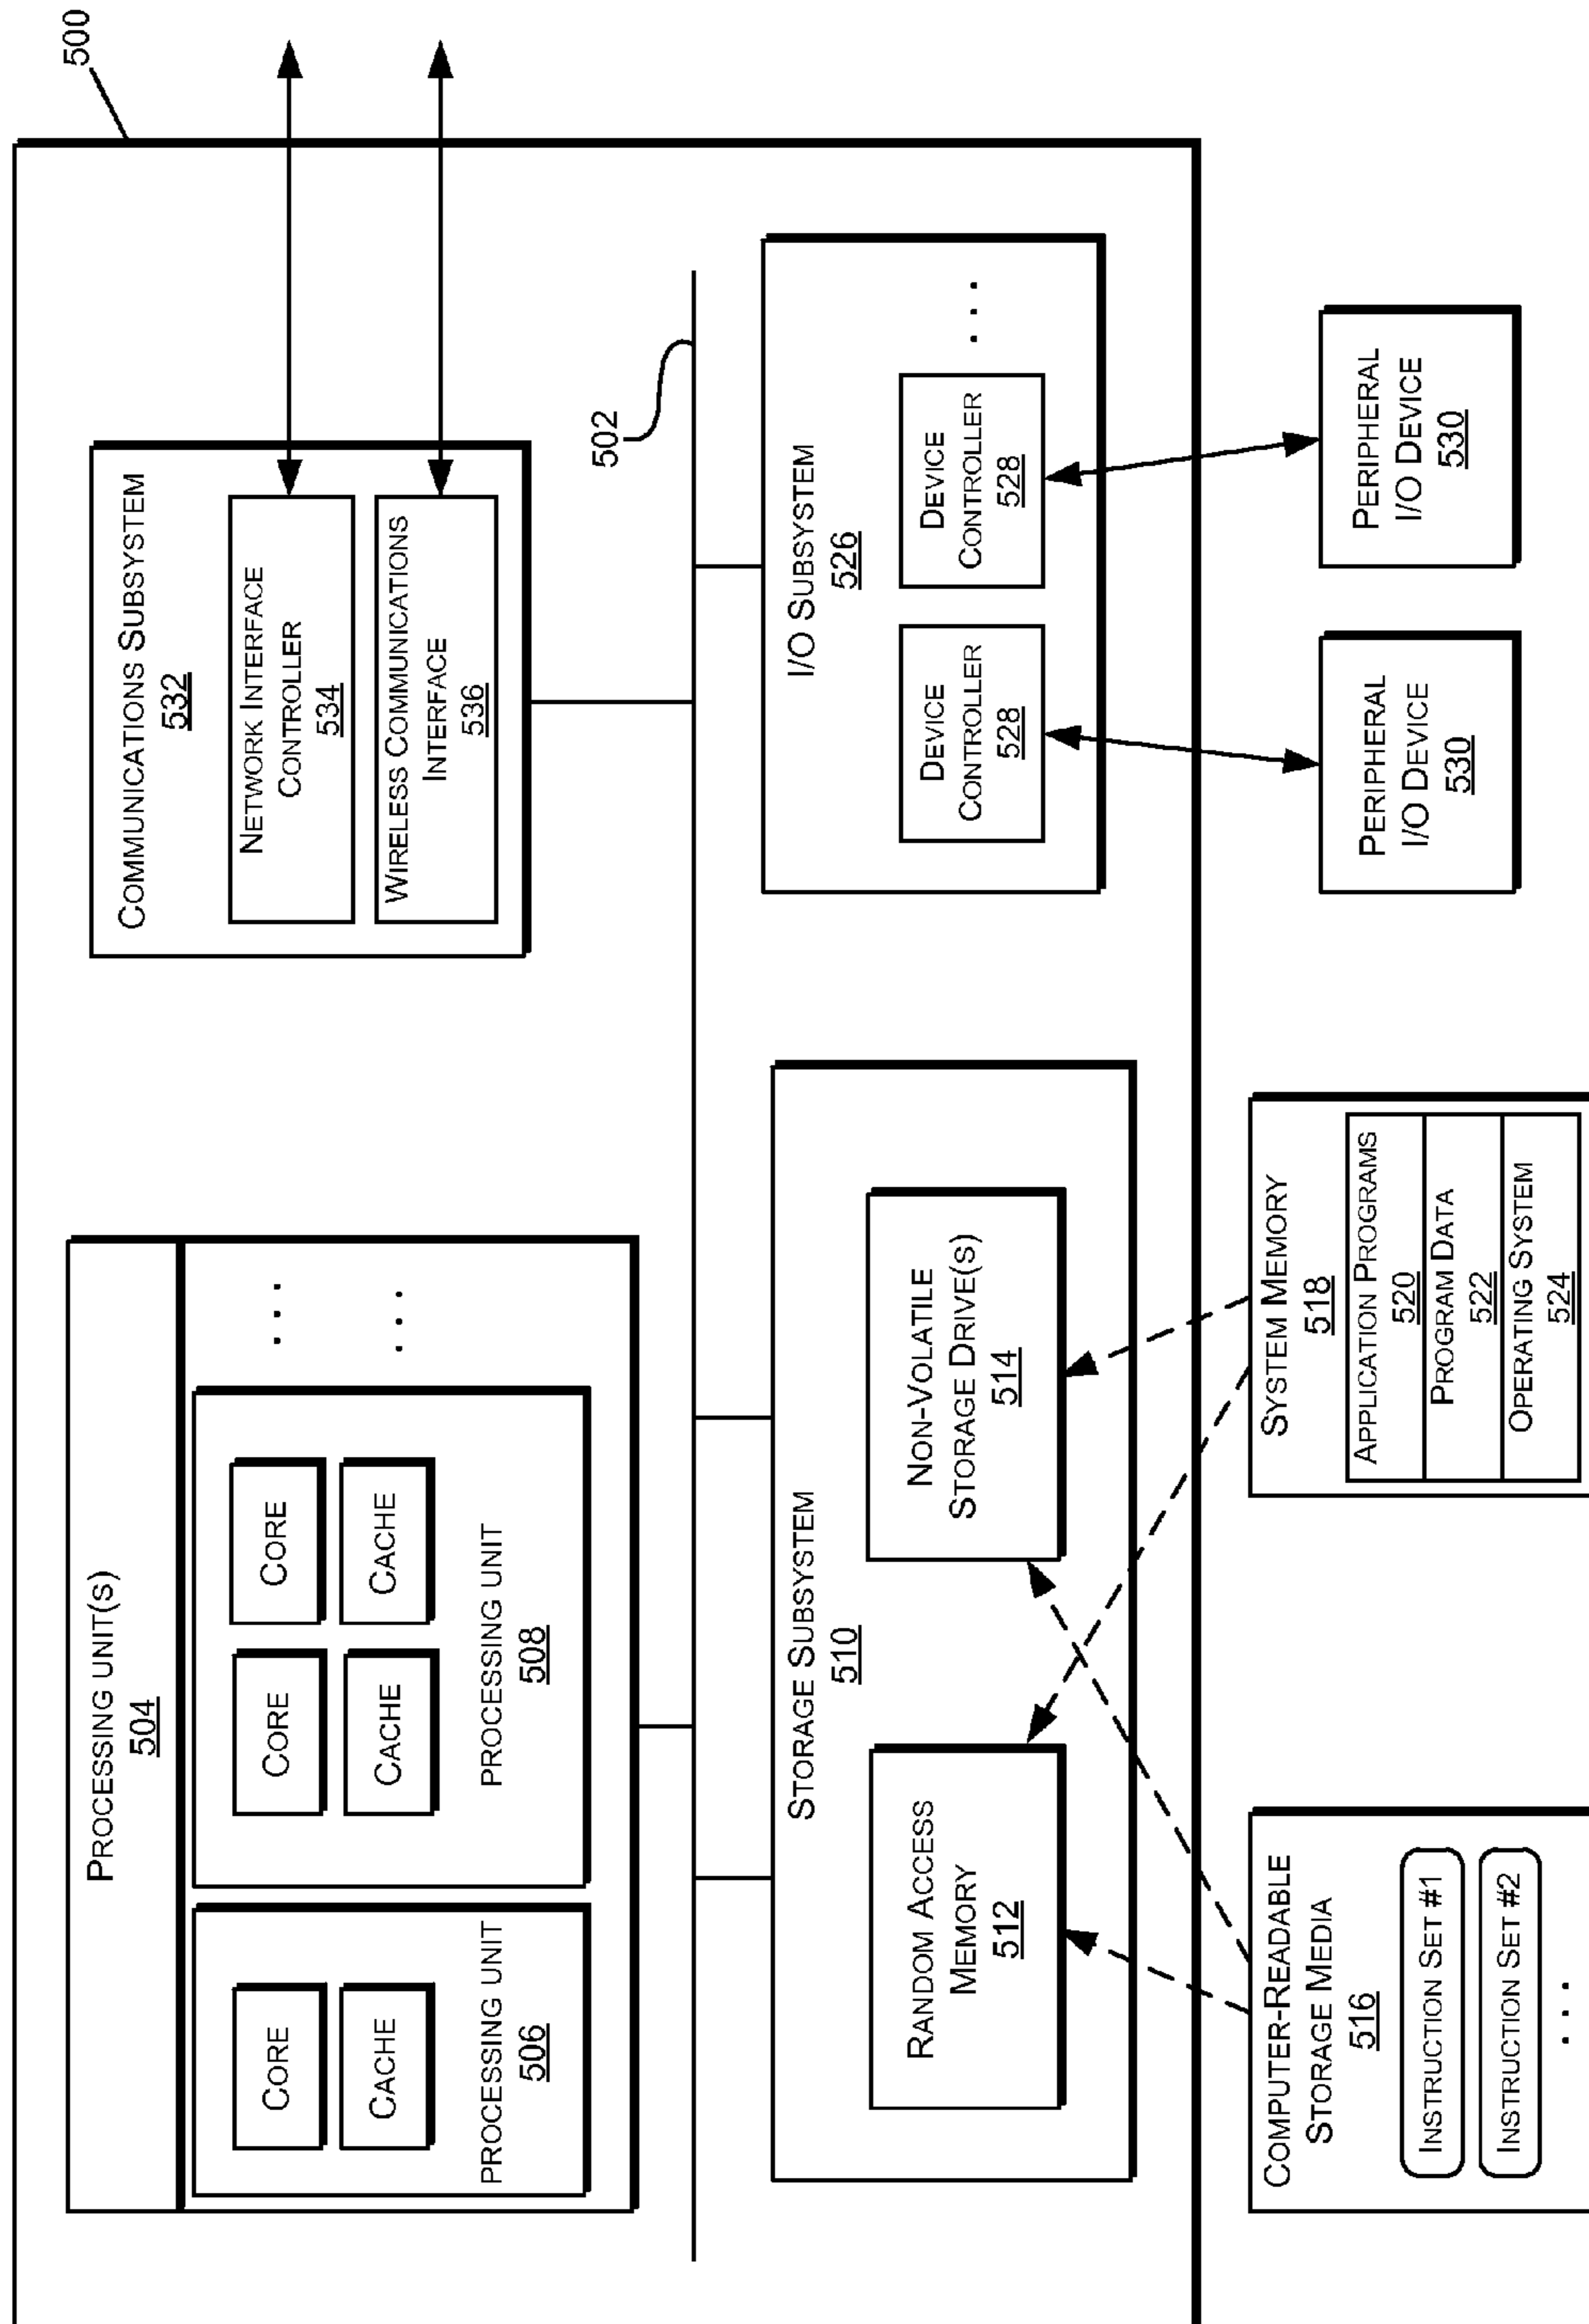 500
PROCESSING UNIT(S)
504
CORE
CACHE
PROCESSING UNIT
506
CORE
CORE
CACHE
CACHE
PROCESSING UNIT
508
. . .
. . .
COMMUNICATIONS SUBSYSTEM
532
NETWORK INTERFACE
CONTROLLER
534
WIRELESS COMMUNICATIONS
INTERFACE
536
502
STORAGE SUBSYSTEM
510
RANDOM ACCESS
MEMORY
512
NON-VOLATILE
STORAGE DRIVE(S)
514
I/O SUBSYSTEM
526
DEVICE
CONTROLLER
528
DEVICE
CONTROLLER
528
. . .
COMPUTER-READABLE
STORAGE MEDIA
516
INSTRUCTION SET #1
INSTRUCTION SET #2
. . .
SYSTEM MEMORY
518
APPLICATION PROGRAMS
520
PROGRAM DATA
522
OPERATING SYSTEM
524
PERIPHERAL
I/O DEVICE
530
PERIPHERAL
I/O DEVICE
530